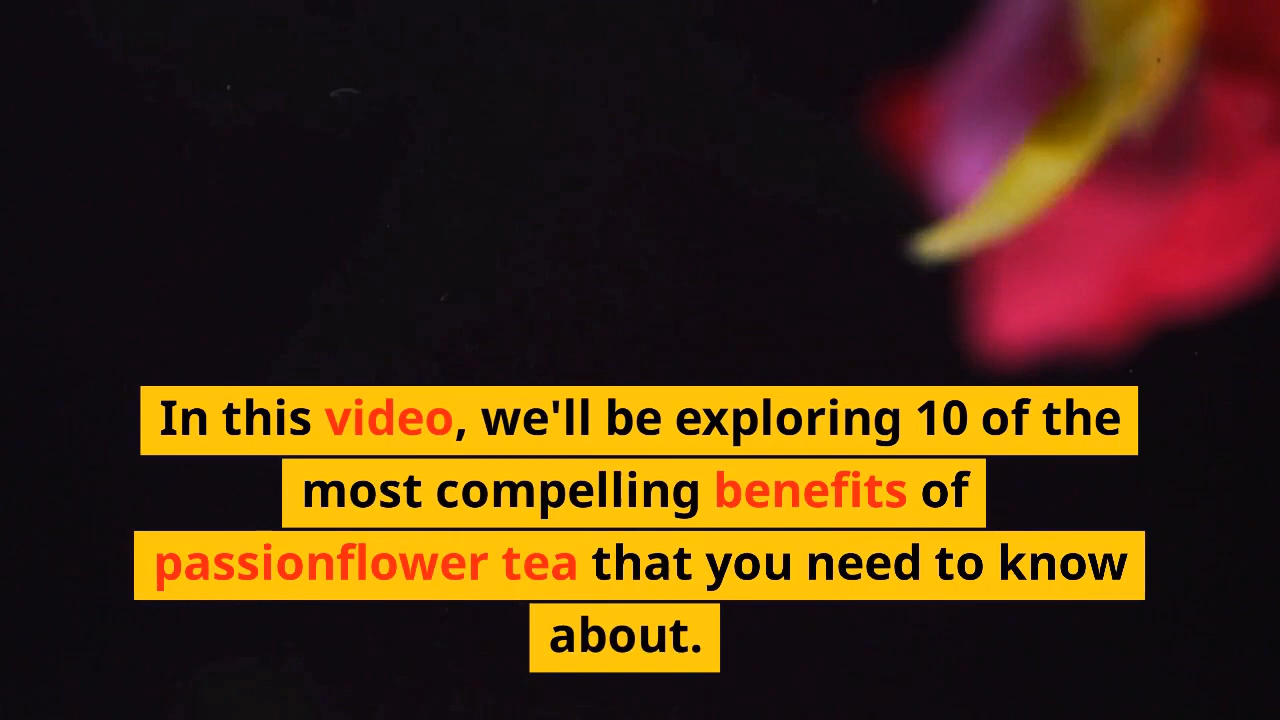 In this video, we'll be exploring 10 of the
most compelling benefits of
passionflower tea that you need to know
about.